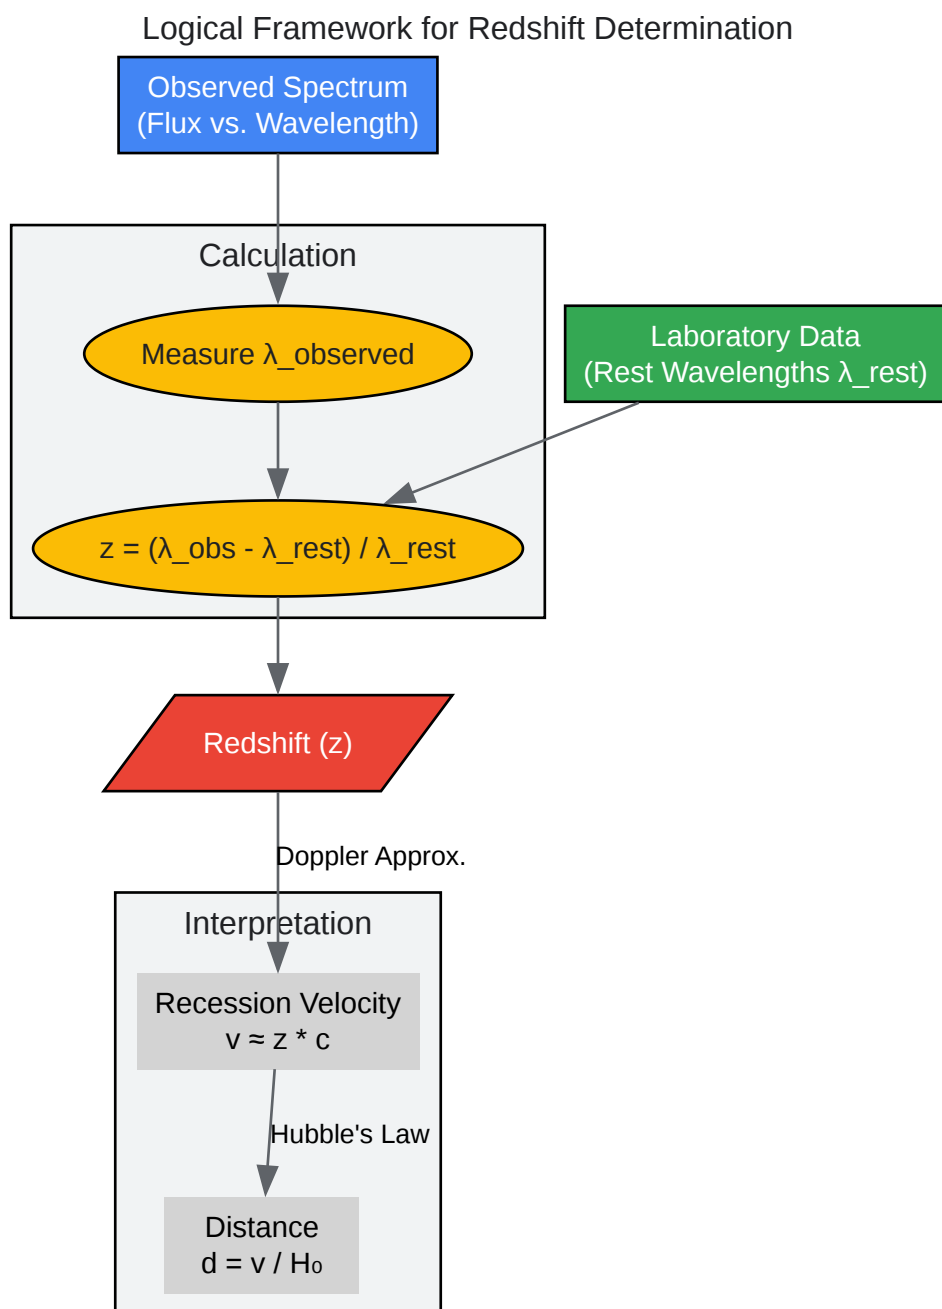 Logical Framework for Redshift Determination
Observed Spectrum
(Flux vs. Wavelength)
Calculation
Measure λ_observed
Laboratory Data
(Rest Wavelengths λ_rest)
z = (λ_obs - λ_rest) / λ_rest
Redshift (z)
Doppler Approx.
Interpretation
Recession Velocity
v ≈ z * c
Hubble's Law
Distance
d = v / H₀